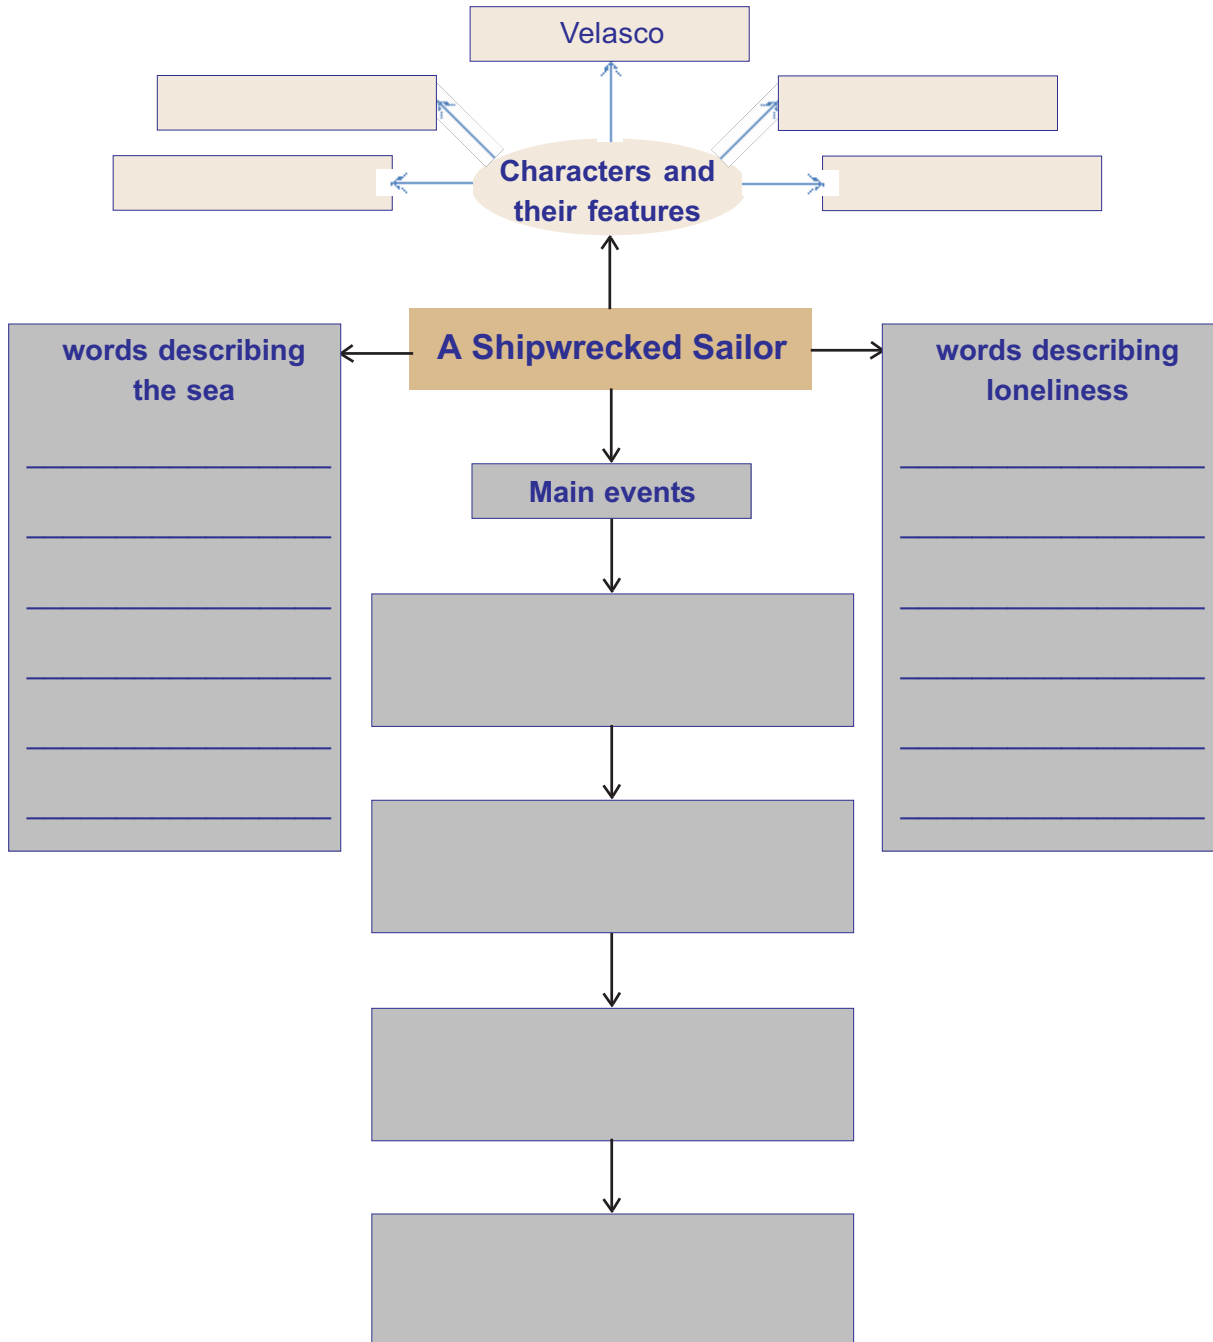 Velasco
Characters and
their features
A Shipwrecked Sailor
words describing
the sea
words describing
loneliness
Main events